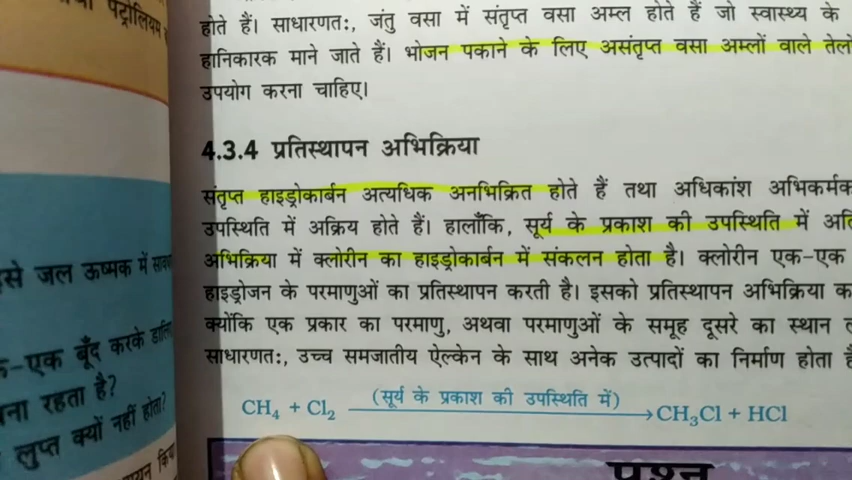 पेट्रोलियम
होते हैं। साधारणत:, जंतु वसा में संतृप्त वसा अम्ल होते हैं जो स्वास्थ्य के
हानिकारक माने जाते हैं। भोजन पकाने के लिए असंतृप्त वसा अम्लों वाले
उपयोग करना चाहिए।
4.3.4 प्रतिस्थापन अभिक्रिया
संतृप्त हाइड्रोकार्बन अत्यधिक अनभिक्रित होते हैं तथा अधिकांश अभिकर्मक
उपस्थिति में अक्रिय होते हैं। हालाँकि, सूर्य के प्रकाश की उपस्थिति में
अभिक्रिया में क्लोरीन का हाइड्रोकार्बन में संकलन होता है। क्लोरीन एक-एक
हाइड्रोजन के परमाणुओं का प्रतिस्थापन करती है। इसको प्रतिस्थापन अभिक्रिया
क्योंकि एक प्रकार का परमाणु, अथवा परमाणुओं के समूह दूसरे का स्थान
साधारणत:, उच्च समजातीय ऐल्केन के साथ अनेक उत्पादों का निर्माण होता
(सूर्य के प्रकाश की उपस्थिति में)
CH₄ + Cl₂ ⟶ CH₃Cl + HCl
प्रश्न
जल ऊष्मक में
एक बूँद करके
रहता है?
लुप्त क्यों नहीं होता?